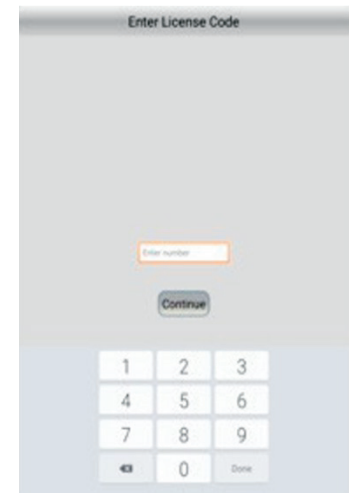 Enter License Code
Enter number
Continue
1 2 3
4 5 6
7 8 9
0 Done